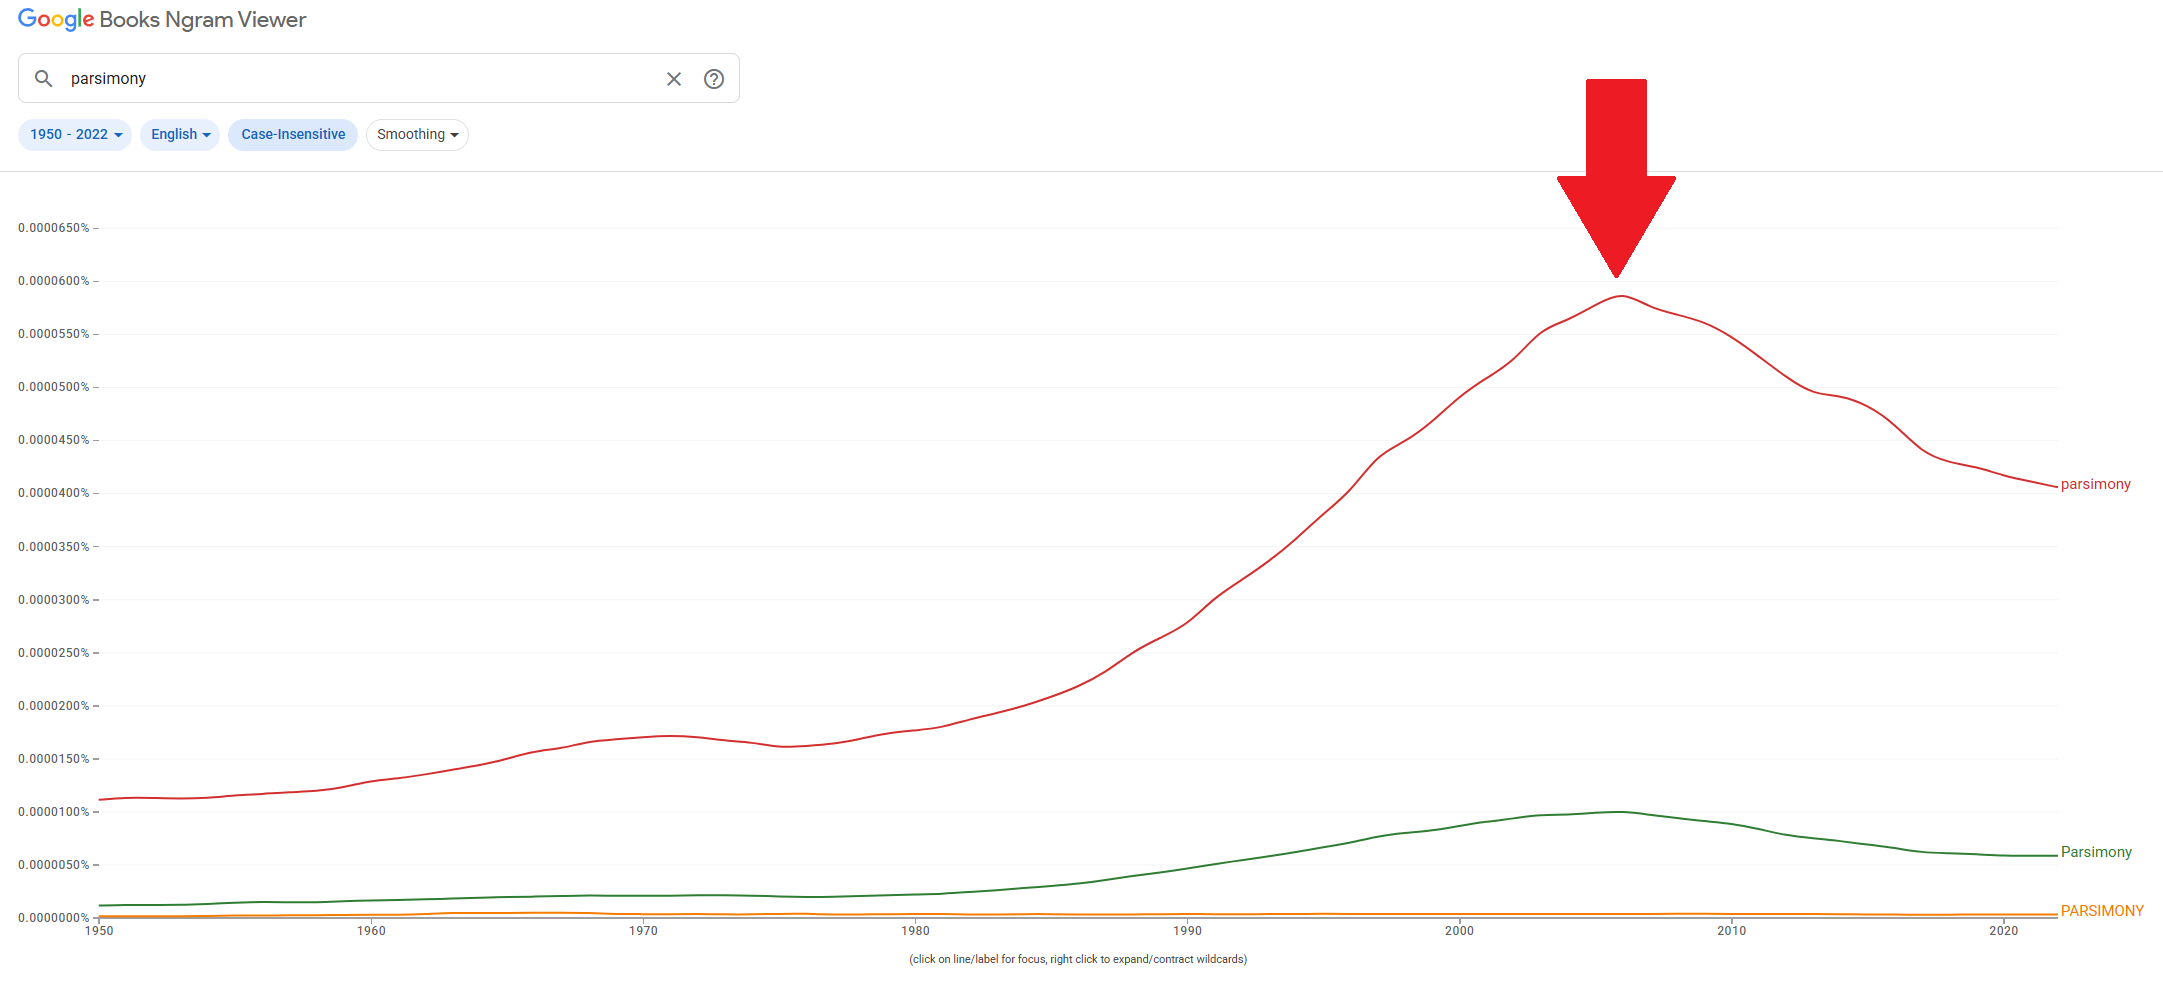 Google Books Ngram Viewer
parsimony
1950 - 2022 English Case-Insensitive Smoothing
0.0000650%
0.0000600%
0.0000550%
0.0000500%
0.0000450%
0.0000400%
parsimony
0.0000350%
0.0000300%
0.0000250%
0.0000200%
0.0000150%
0.0000100%
Parsimony
0.0000050%
PARSIMONY
0.0000000%
1950 1960 1970 1980 1990 2000 2010 2020
(click on line/label for focus, right click to expand/contract wildcards)